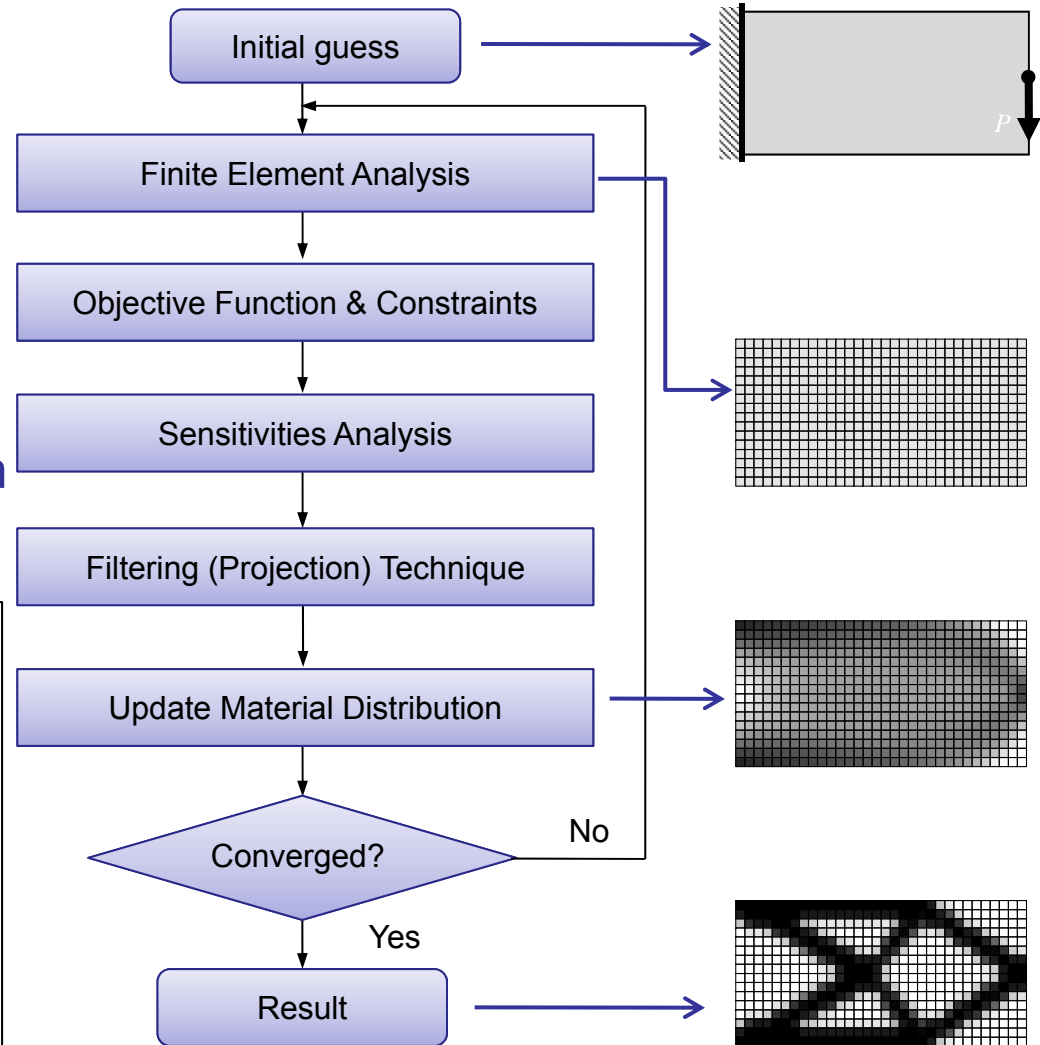 Initial guess
P
Finite Element Analysis
Objective Function & Constraints
Sensitivities Analysis
n
Filtering (Projection) Technique
Update Material Distribution
Converged?
No
Yes
Result